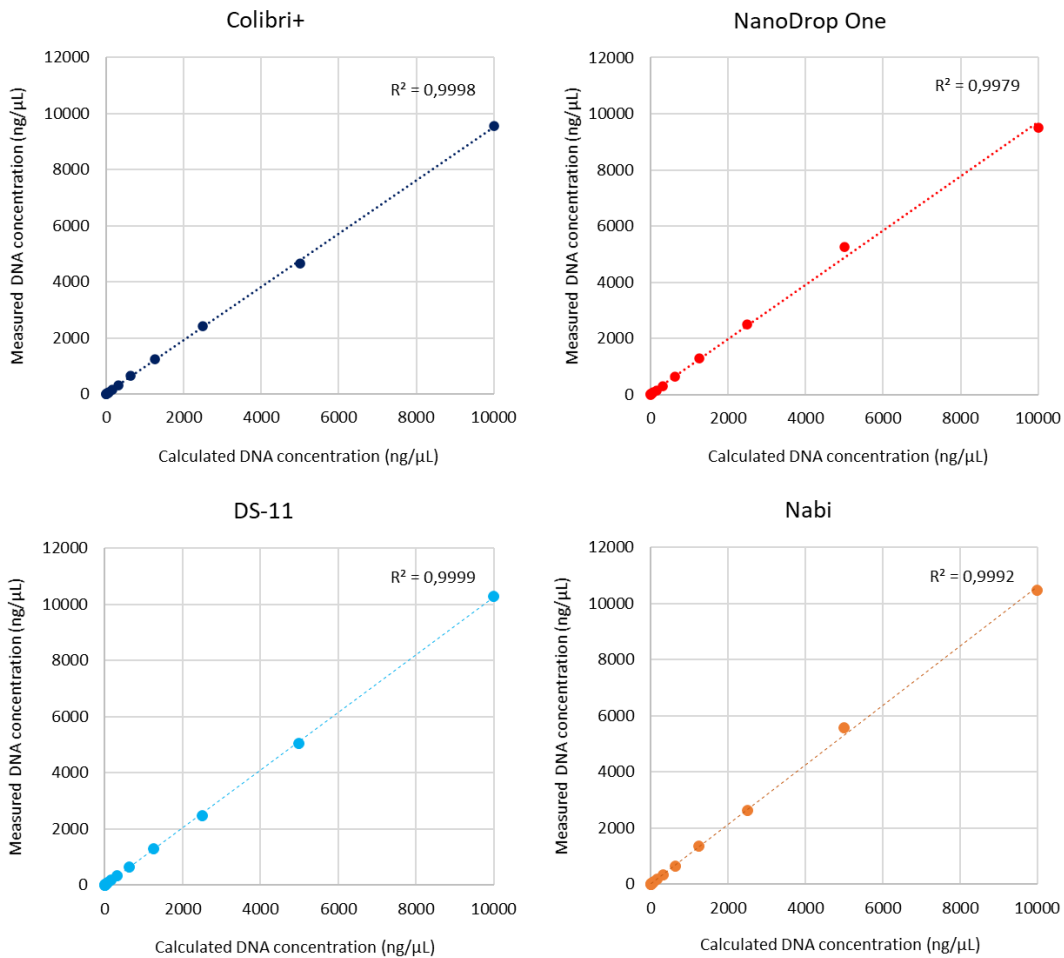 Colibri+
R² = 0,9998
Measured DNA concentration (ng/µL)
12000
10000
8000
6000
4000
2000
0
0 2000 4000 6000 8000 10000
Calculated DNA concentration (ng/µL)
NanoDrop One
R² = 0,9979
Measured DNA concentration (ng/µL)
12000
10000
8000
6000
4000
2000
0
0 2000 4000 6000 8000 10000
Calculated DNA concentration (ng/µL)
DS-11
R² = 0,9999
Measured DNA concentration (ng/µL)
12000
10000
8000
6000
4000
2000
0
0 2000 4000 6000 8000 10000
Calculated DNA concentration (ng/µL)
Nabi
R² = 0,9992
Measured DNA concentration (ng/µL)
12000
10000
8000
6000
4000
2000
0
0 2000 4000 6000 8000 10000
Calculated DNA concentration (ng/µL)